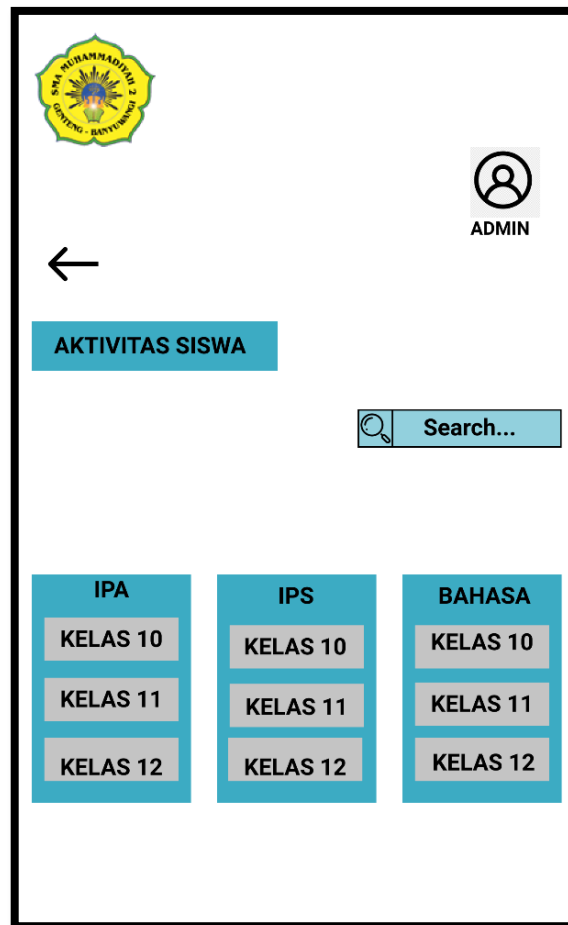 SMA MUHAMMADIYAH 2
GENTENG - BANYUWANGI
ADMIN
AKTIVITAS SISWA
Search...
IPA
KELAS 10
KELAS 11
KELAS 12
IPS
KELAS 10
KELAS 11
KELAS 12
BAHASA
KELAS 10
KELAS 11
KELAS 12